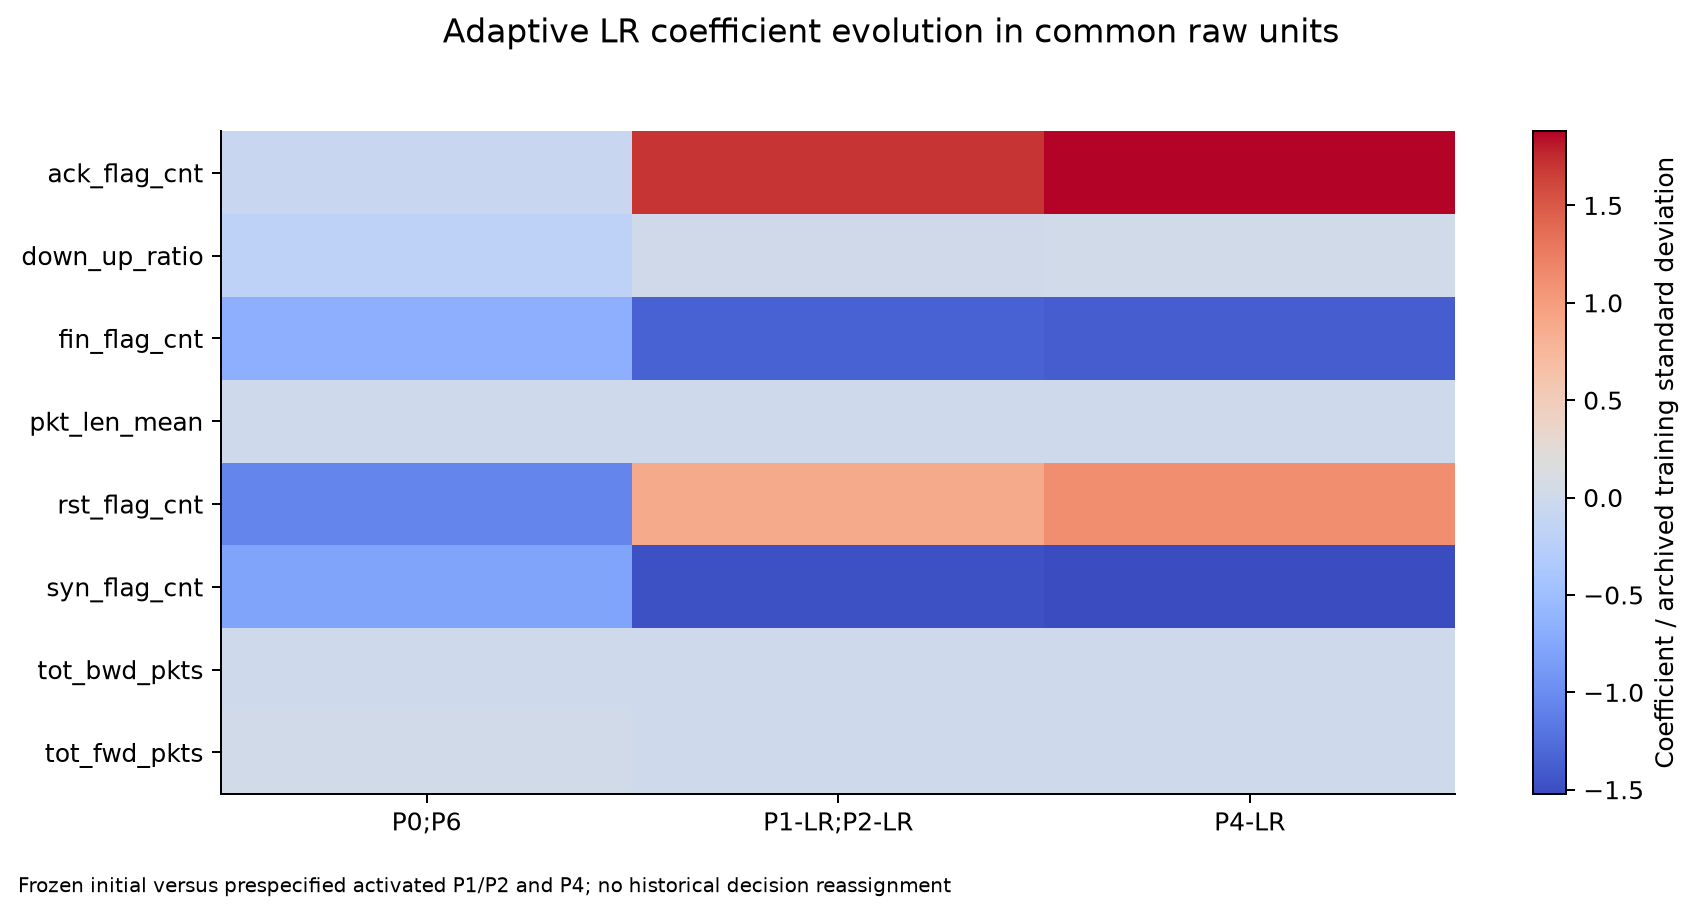 Adaptive LR coefficient evolution in common raw units
ack_flag_cnt
down_up_ratio
fin_flag_cnt
pkt_len_mean
rst_flag_cnt
syn_flag_cnt
tot_bwd_pkts
tot_fwd_pkts
P0;P6
P1-LR;P2-LR
P4-LR
1.5
1.0
0.5
0.0
−0.5
−1.0
−1.5
Coefficient / archived training standard deviation
Frozen initial versus prespecified activated P1/P2 and P4; no historical decision reassignment